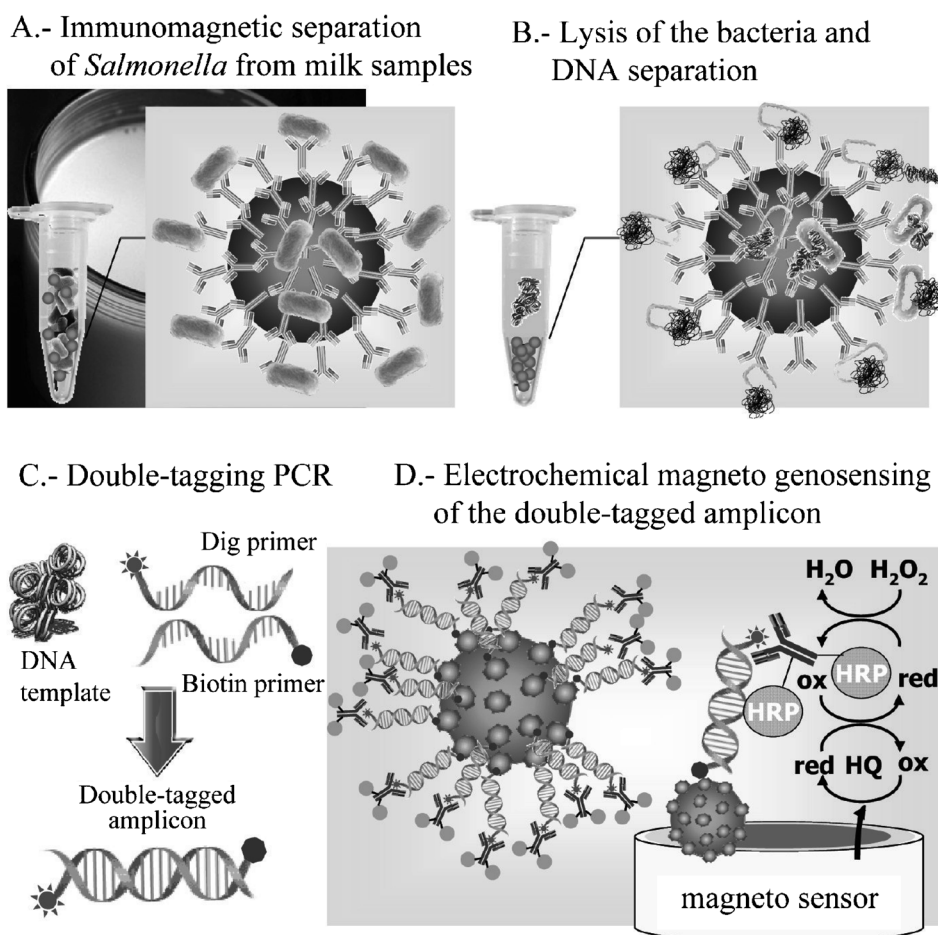 A.- Immunomagnetic separation
of Salmonella from milk samples
B.- Lysis of the bacteria and
DNA separation
C.- Double-tagging PCR
Dig primer
DNA
template
Biotin primer
Double-tagged
amplicon
D.- Electrochemical magneto genosensing
of the double-tagged amplicon
H₂O H₂O₂
ox HRP red
HRP
red HQ ox
magneto sensor